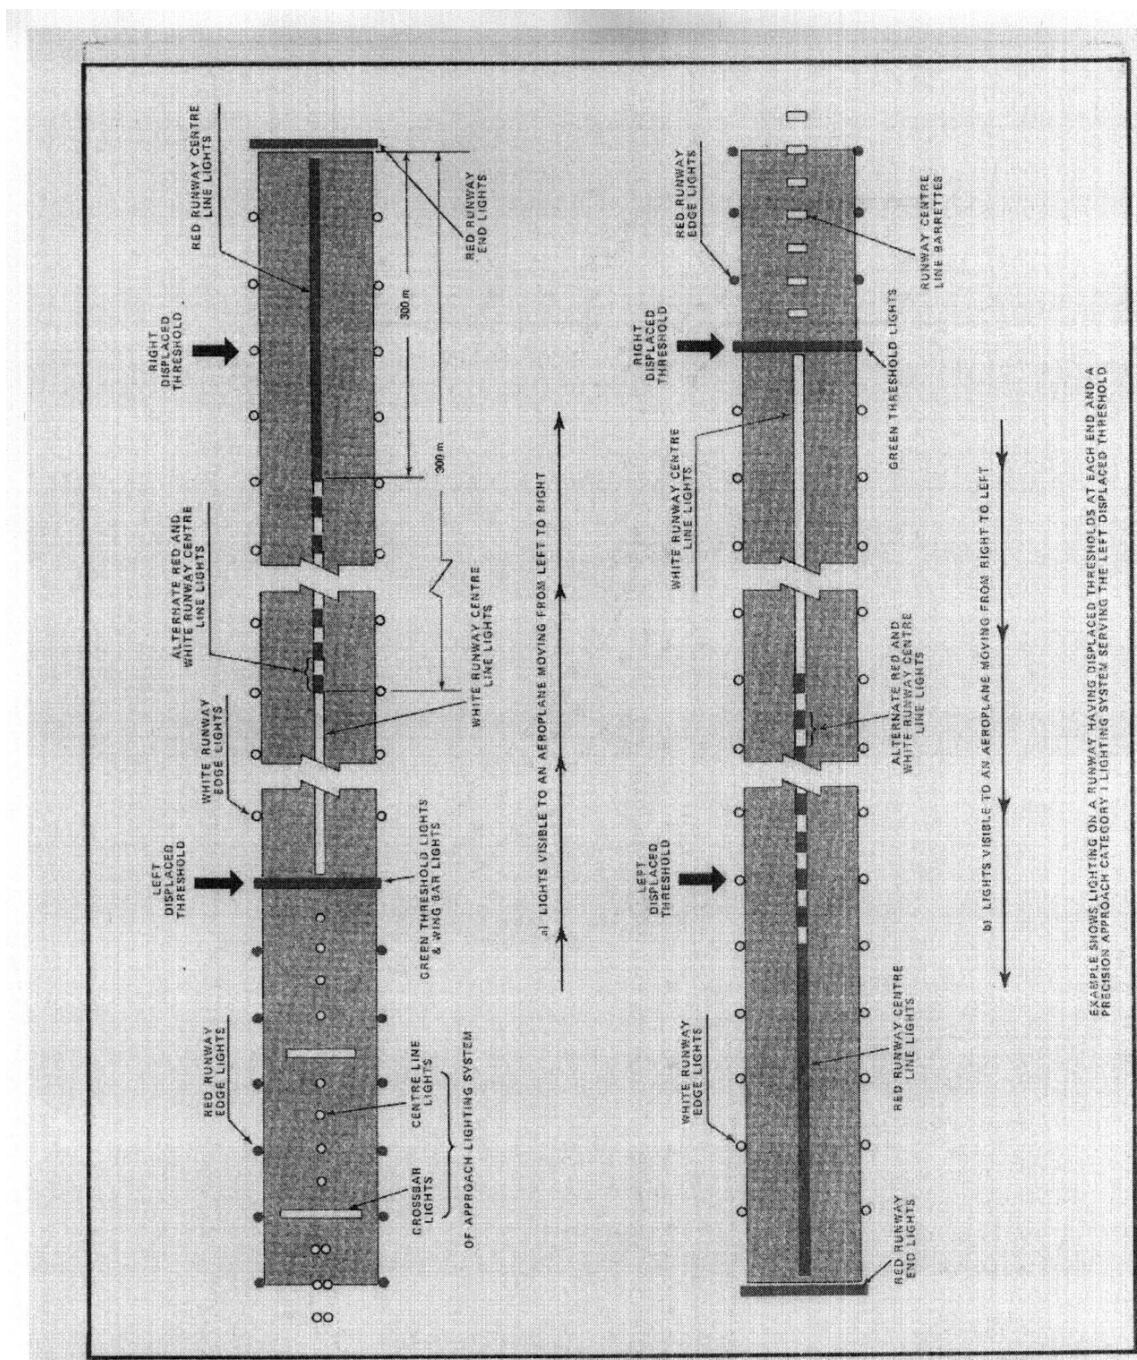 RED RUNWAY
EDGE LIGHTS
LEFT
DISPLACED
THRESHOLD
WHITE RUNWAY
EDGE LIGHTS
ALTERNATE RED AND
WHITE RUNWAY CENTRE
LINE LIGHTS
RIGHT
DISPLACED
THRESHOLD
RED RUNWAY CENTRE
LINE LIGHTS
CROSSBAR
LIGHTS
CENTRE LINE
LIGHTS
OF APPROACH LIGHTING SYSTEM
GREEN THRESHOLD LIGHTS
& WING BAR LIGHTS
WHITE RUNWAY CENTRE
LINE LIGHTS
300 m
300 m
RED RUNWAY
END LIGHTS
a) LIGHTS VISIBLE TO AN AEROPLANE MOVING FROM LEFT TO RIGHT
WHITE RUNWAY
EDGE LIGHTS
LEFT
DISPLACED
THRESHOLD
WHITE RUNWAY CENTRE
LINE LIGHTS
RIGHT
DISPLACED
THRESHOLD
RED RUNWAY
EDGE LIGHTS
RED RUNWAY
END LIGHTS
RED RUNWAY CENTRE
LINE LIGHTS
ALTERNATE RED AND
WHITE RUNWAY CENTRE
LINE LIGHTS
GREEN THRESHOLD LIGHTS
RUNWAY CENTRE
LINE BARRETTES
b) LIGHTS VISIBLE TO AN AEROPLANE MOVING FROM RIGHT TO LEFT
EXAMPLE SHOWS LIGHTING ON A RUNWAY HAVING DISPLACED THRESHOLDS AT EACH END AND A
PRECISION APPROACH CATEGORY I LIGHTING SYSTEM SERVING THE LEFT DISPLACED THRESHOLD